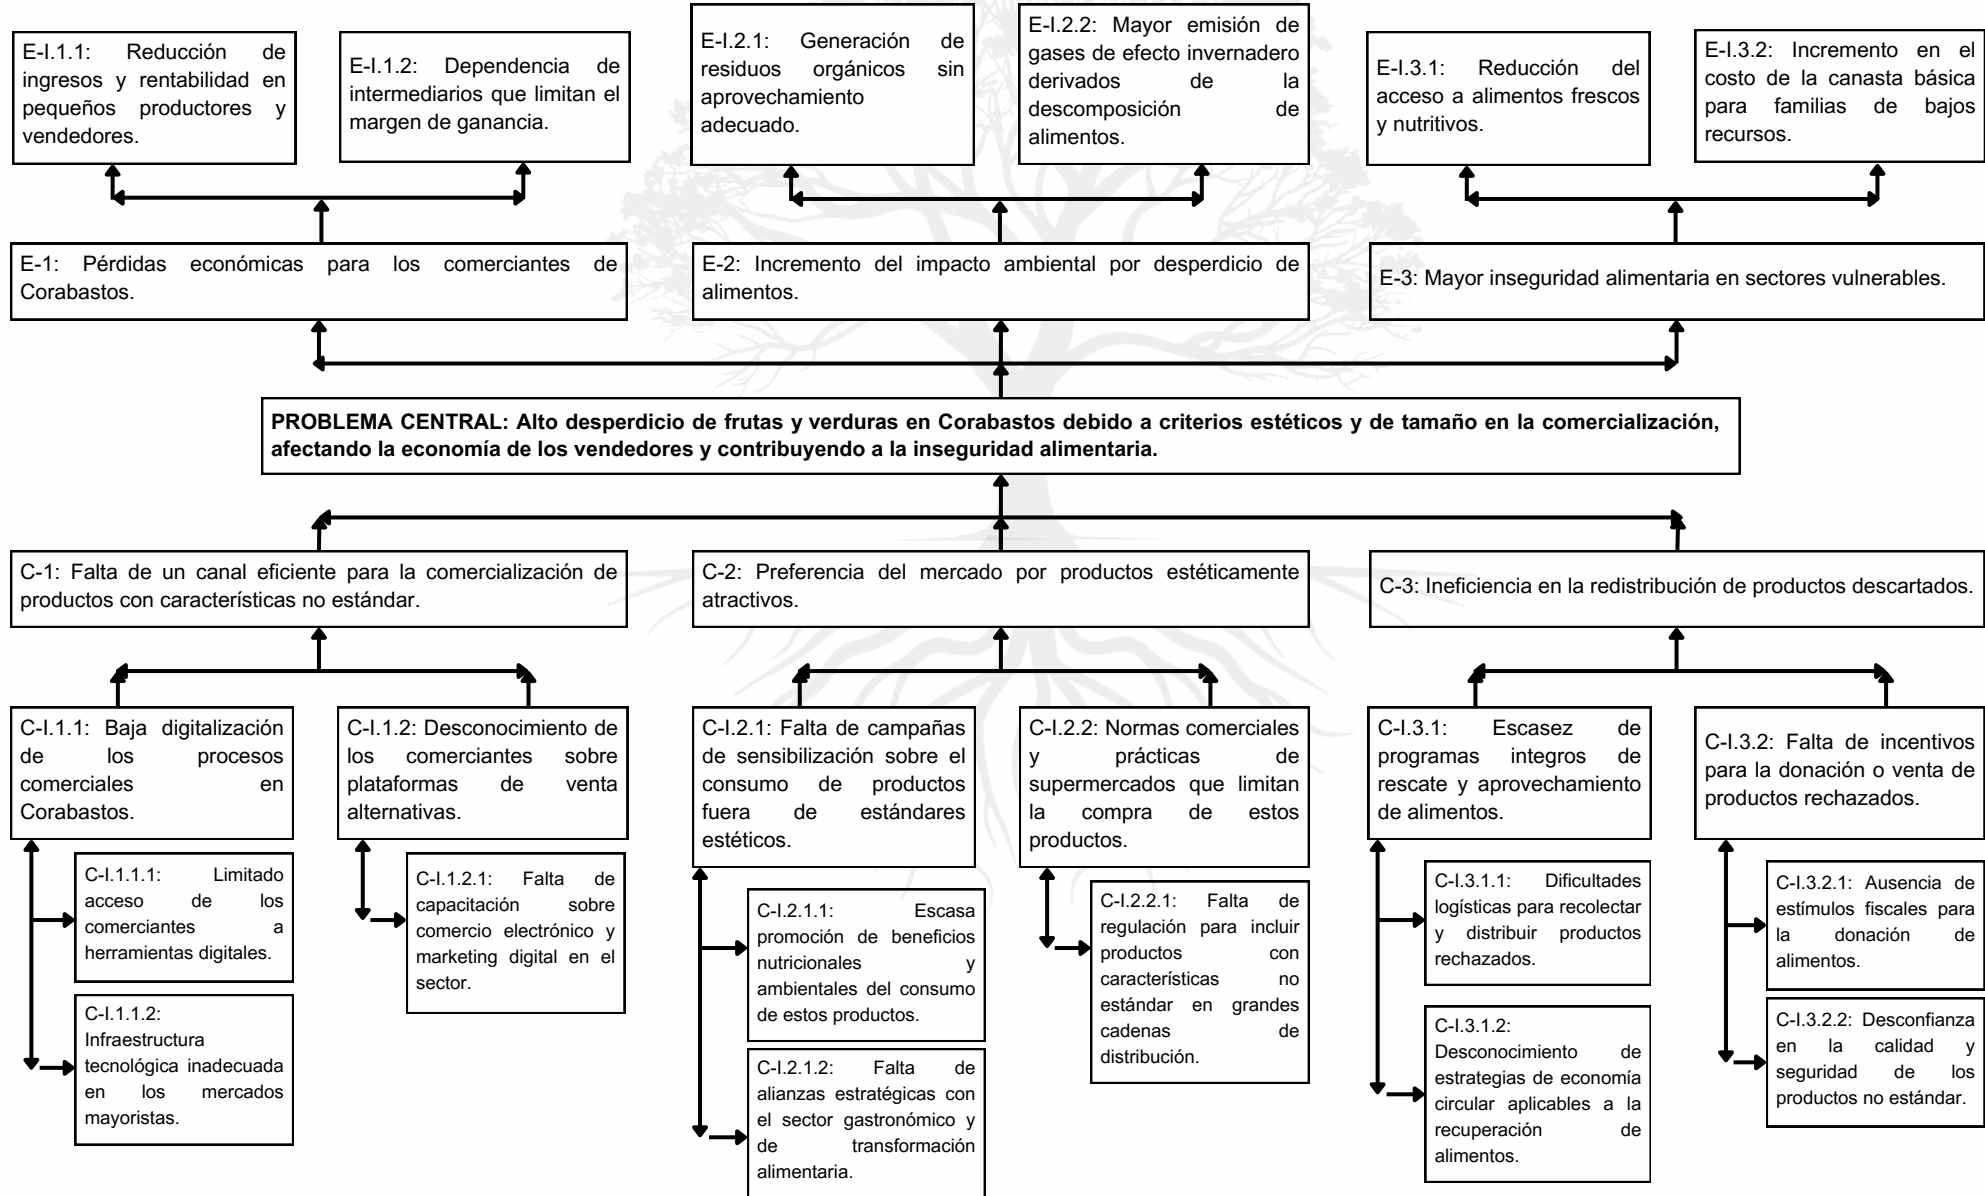 E-I.1.1: Reducción de
ingresos y rentabilidad en
pequeños productores y
vendedores.
E-I.1.2: Dependencia de
intermediarios que limitan el
margen de ganancia.
E-I.2.1: Generación de
residuos orgánicos sin
aprovechamiento
adecuado.
E-I.2.2: Mayor emisión de
gases de efecto invernadero
derivados de la
descomposición de
alimentos.
E-I.3.1: Reducción del
acceso a alimentos frescos
y nutritivos.
E-I.3.2: Incremento en el
costo de la canasta básica
para familias de bajos
recursos.
E-1: Pérdidas económicas para los comerciantes de
Corabastos.
E-2: Incremento del impacto ambiental por desperdicio de
alimentos.
E-3: Mayor inseguridad alimentaria en sectores vulnerables.
PROBLEMA CENTRAL: Alto desperdicio de frutas y verduras en Corabastos debido a criterios estéticos y de tamaño en la comercialización,
afectando la economía de los vendedores y contribuyendo a la inseguridad alimentaria.
C-1: Falta de un canal eficiente para la comercialización de
productos con características no estándar.
C-2: Preferencia del mercado por productos estéticamente
atractivos.
C-3: Ineficiencia en la redistribución de productos descartados.
C-I.1.1: Baja digitalización
de los procesos
comerciales en
Corabastos.
C-I.1.2: Desconocimiento de
los comerciantes sobre
plataformas de venta
alternativas.
C-I.2.1: Falta de campañas
de sensibilización sobre el
consumo de productos
fuera de estándares
estéticos.
C-I.2.2: Normas comerciales
y prácticas de
supermercados que limitan
la compra de estos
productos.
C-I.3.1: Escasez de
programas integros de
rescate y aprovechamiento
de alimentos.
C-I.3.2: Falta de incentivos
para la donación o venta de
productos rechazados.
C-I.1.1.1: Limitado
acceso de los
comerciantes a
herramientas digitales.
C-I.1.1.2:
Infraestructura
tecnológica inadecuada
en los mercados
mayoristas.
C-I.1.2.1: Falta de
capacitación sobre
comercio electrónico y
marketing digital en el
sector.
C-I.2.1.1: Escasa
promoción de beneficios
nutricionales y
ambientales del consumo
de estos productos.
C-I.2.1.2: Falta de
alianzas estratégicas con
el sector gastronómico y
de transformación
alimentaria.
C-I.2.2.1: Falta de
regulación para incluir
productos con
características no
estándar en grandes
cadenas de
distribución.
C-I.3.1.1: Dificultades
logísticas para recolectar
y distribuir productos
rechazados.
C-I.3.1.2:
Desconocimiento de
estrategias de economía
circular aplicables a la
recuperación de
alimentos.
C-I.3.2.1: Ausencia de
estímulos fiscales para
la donación de
alimentos.
C-I.3.2.2: Desconfianza
en la calidad y
seguridad de los
productos no estándar.